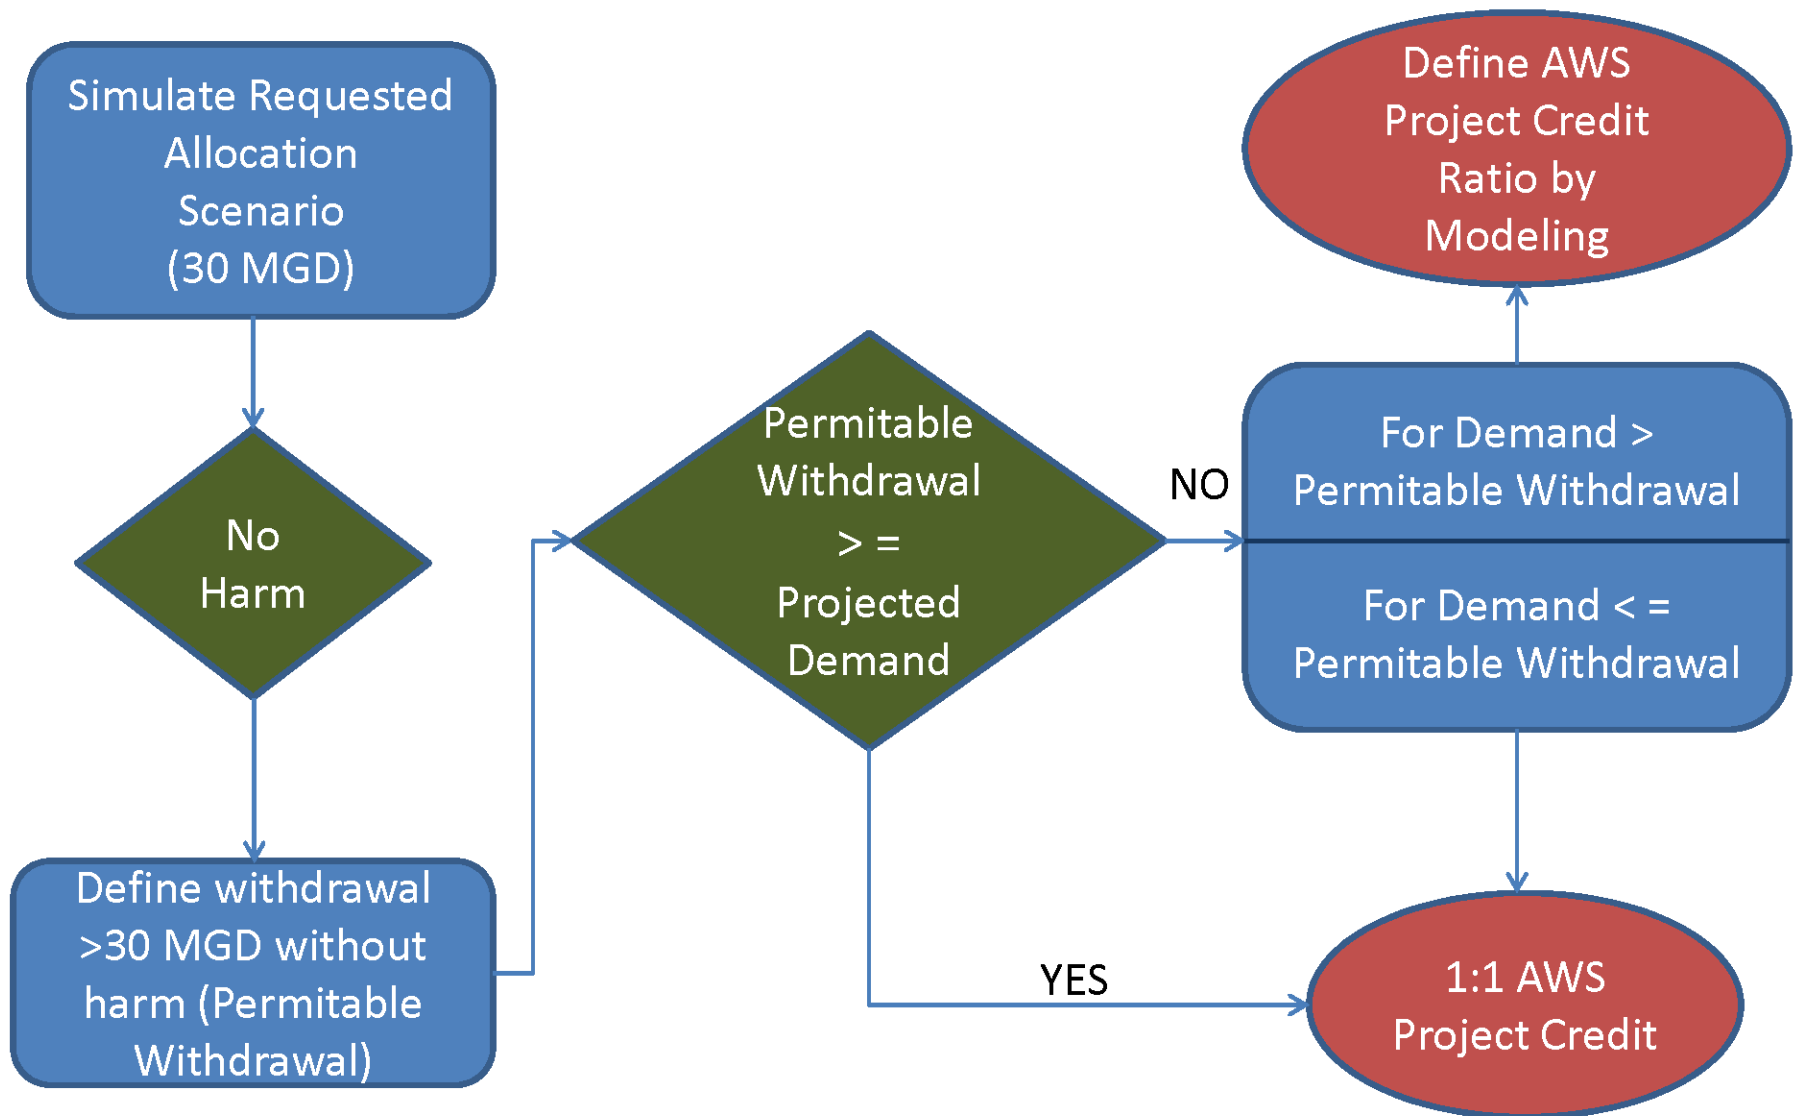 Simulate Requested
Allocation
Scenario
(30 MGD)
No
Harm
Define withdrawal
>30 MGD without
harm (Permitable
Withdrawal)
Permitable
Withdrawal
> =
Projected
Demand
NO
YES
Define AWS
Project Credit
Ratio by
Modeling
For Demand >
Permitable Withdrawal
For Demand < =
Permitable Withdrawal
1:1 AWS
Project Credit